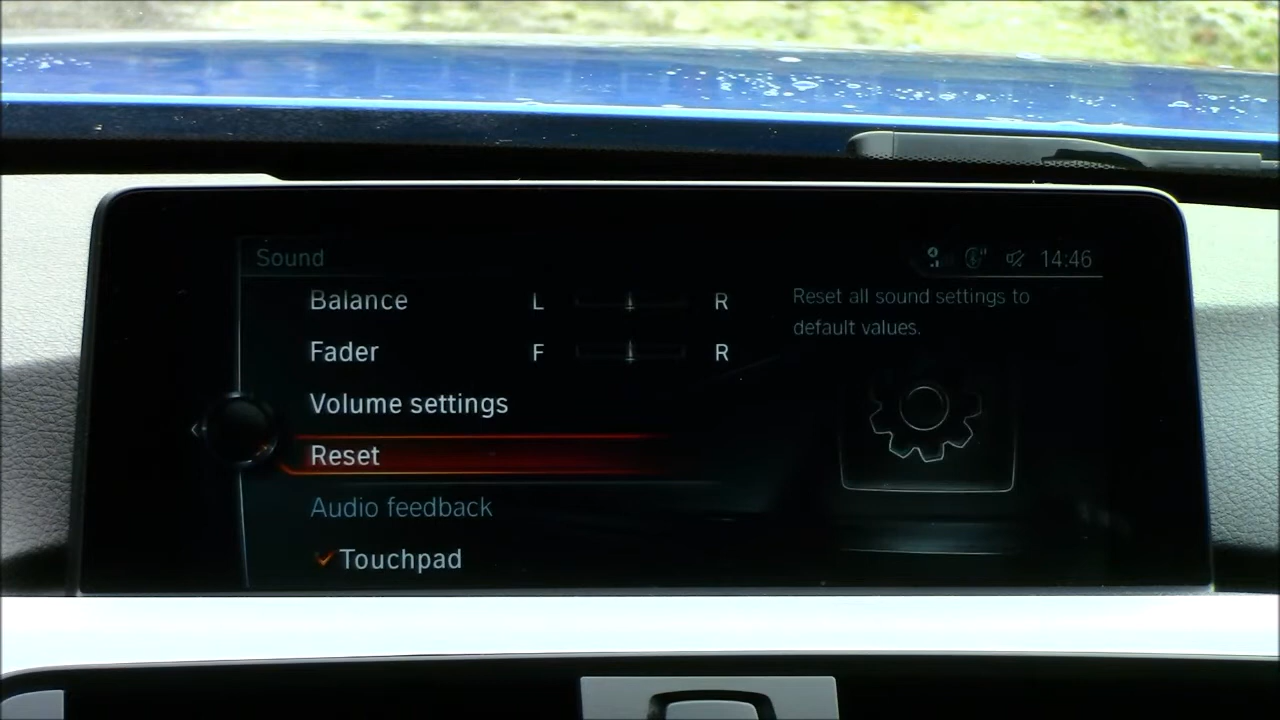 Sound
14:46
Balance L R
Fader F R
Volume settings
Reset
Audio feedback
Touchpad
Reset all sound settings to
default values.